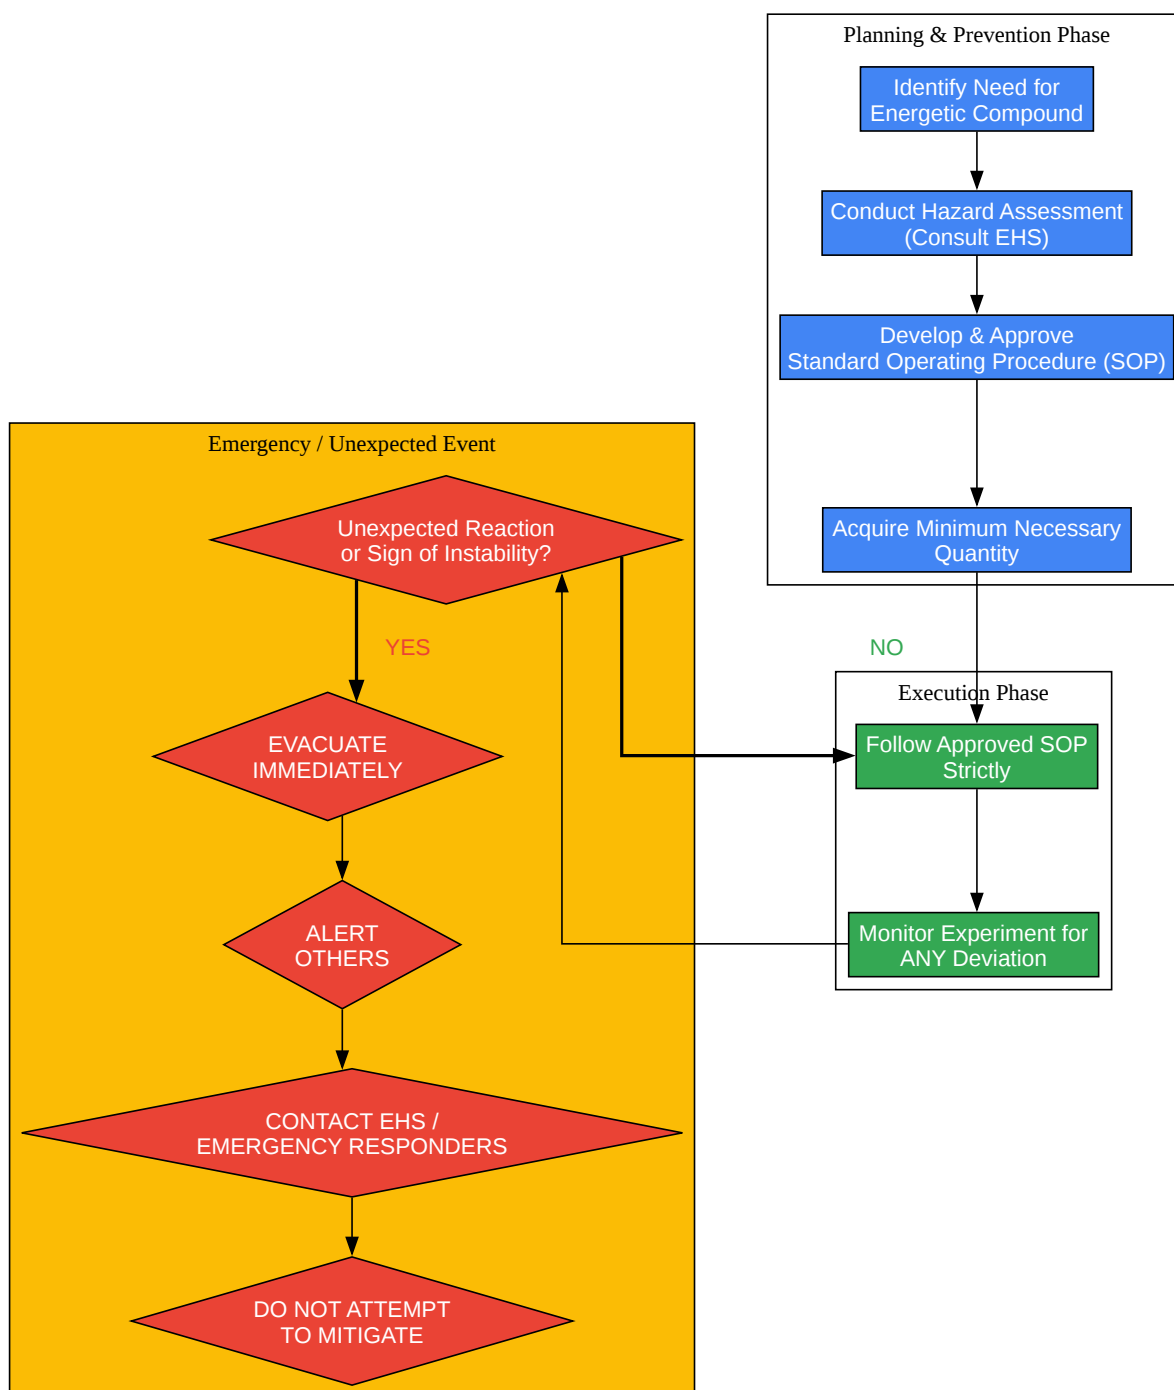 Planning & Prevention Phase
Identify Need for
Energetic Compound
Conduct Hazard Assessment
(Consult EHS)
Develop & Approve
Standard Operating Procedure (SOP)
Acquire Minimum Necessary
Quantity
Emergency / Unexpected Event
Unexpected Reaction
or Sign of Instability?
YES
NO
Execution Phase
Follow Approved SOP
Strictly
Monitor Experiment for
ANY Deviation
EVACUATE
IMMEDIATELY
ALERT
OTHERS
CONTACT EHS /
EMERGENCY RESPONDERS
DO NOT ATTEMPT
TO MITIGATE